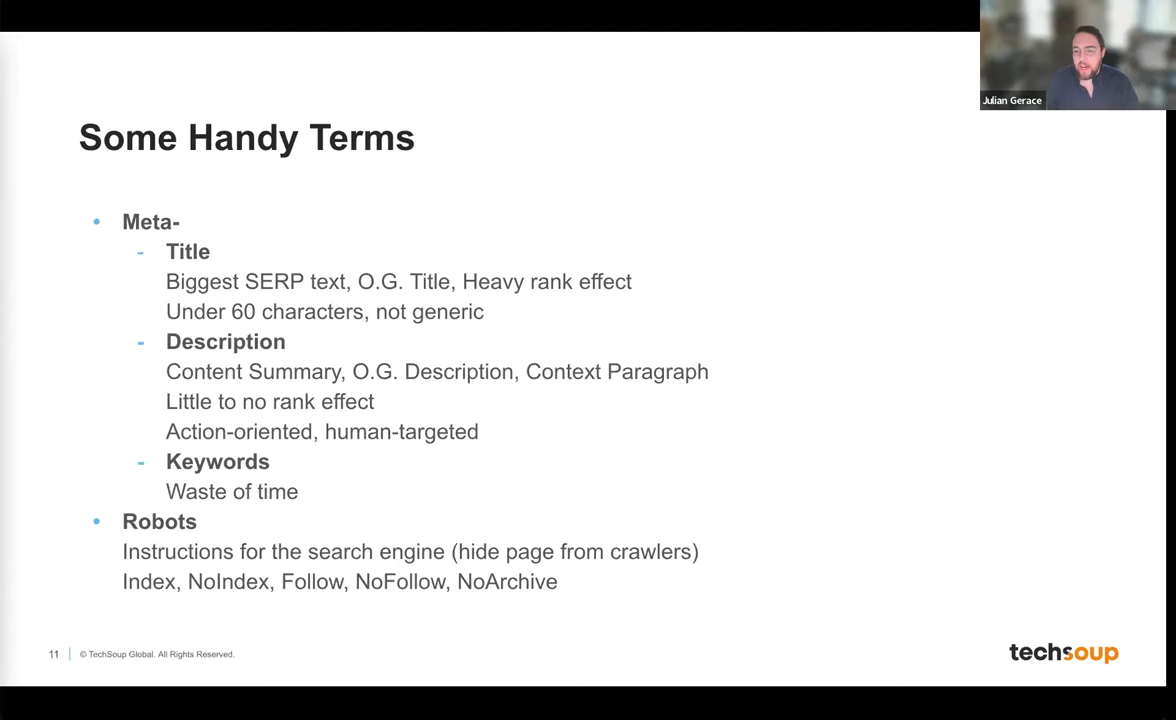 Julian Gerace
Some Handy Terms
• Meta-
- Title
Biggest SERP text, O.G. Title, Heavy rank effect
Under 60 characters, not generic
- Description
Content Summary, O.G. Description, Context Paragraph
Little to no rank effect
Action-oriented, human-targeted
- Keywords
Waste of time
• Robots
Instructions for the search engine (hide page from crawlers)
Index, NoIndex, Follow, NoFollow, NoArchive
11 | © TechSoup Global. All Rights Reserved.
techsoup